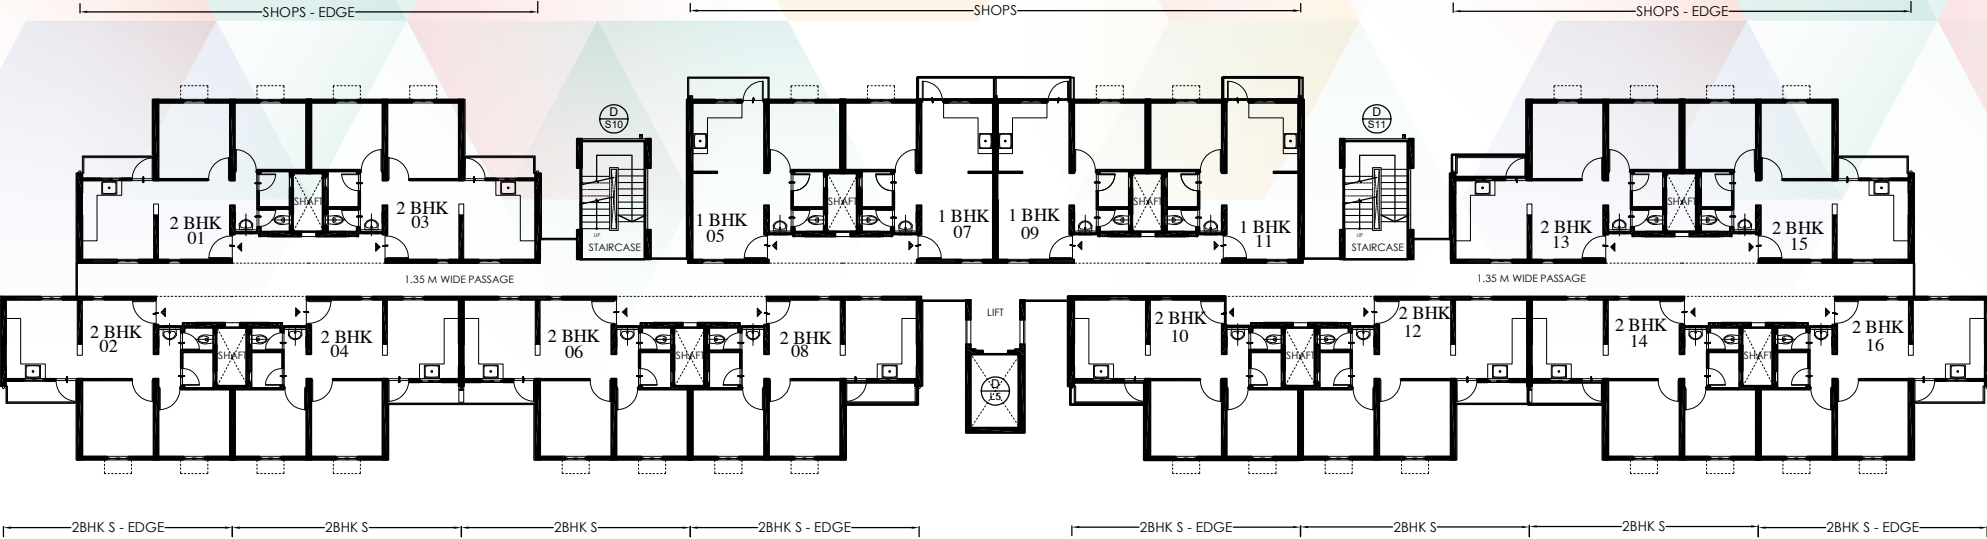 SHOPS - EDGE
SHOPS
SHOPS - EDGE
D
S10
D
S11
2 BHK
01
SHAFT
2 BHK
03
UP
STAIRCASE
1 BHK
05
SHAFT
1 BHK
07
1 BHK
09
SHAFT
1 BHK
11
UP
STAIRCASE
2 BHK
13
SHAFT
2 BHK
15
1.35 M WIDE PASSAGE
1.35 M WIDE PASSAGE
2 BHK
02
SHAFT
2 BHK
04
2 BHK
06
SHAFT
2 BHK
08
LIFT
D
L5
2 BHK
10
SHAFT
2 BHK
12
2 BHK
14
SHAFT
2 BHK
16
2BHK S - EDGE
2BHK S
2BHK S
2BHK S - EDGE
2BHK S - EDGE
2BHK S
2BHK S
2BHK S - EDGE